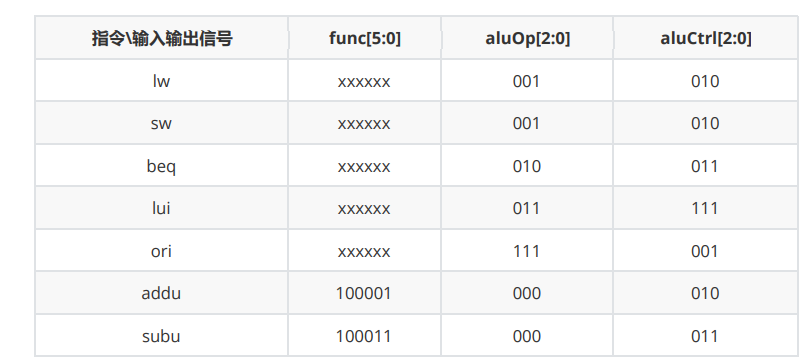 指令\输入输出信号 func[5:0] aluOp[2:0] aluCtrl[2:0]
lw xxxxxx 001 010
sw xxxxxx 001 010
beq xxxxxx 010 011
lui xxxxxx 011 111
ori xxxxxx 111 001
addu 100001 000 010
subu 100011 000 011